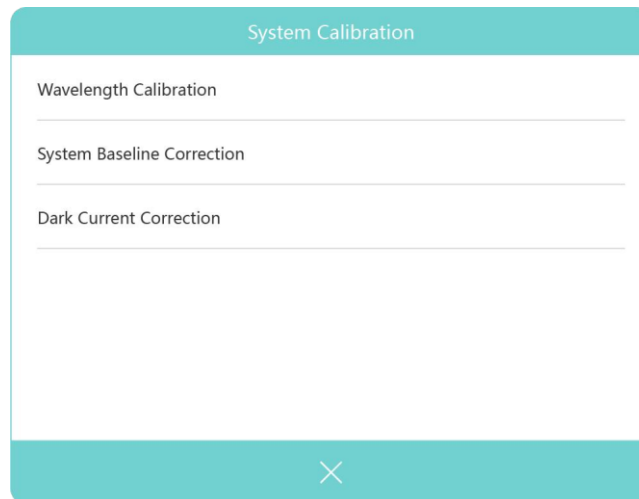 System Calibration
Wavelength Calibration
System Baseline Correction
Dark Current Correction